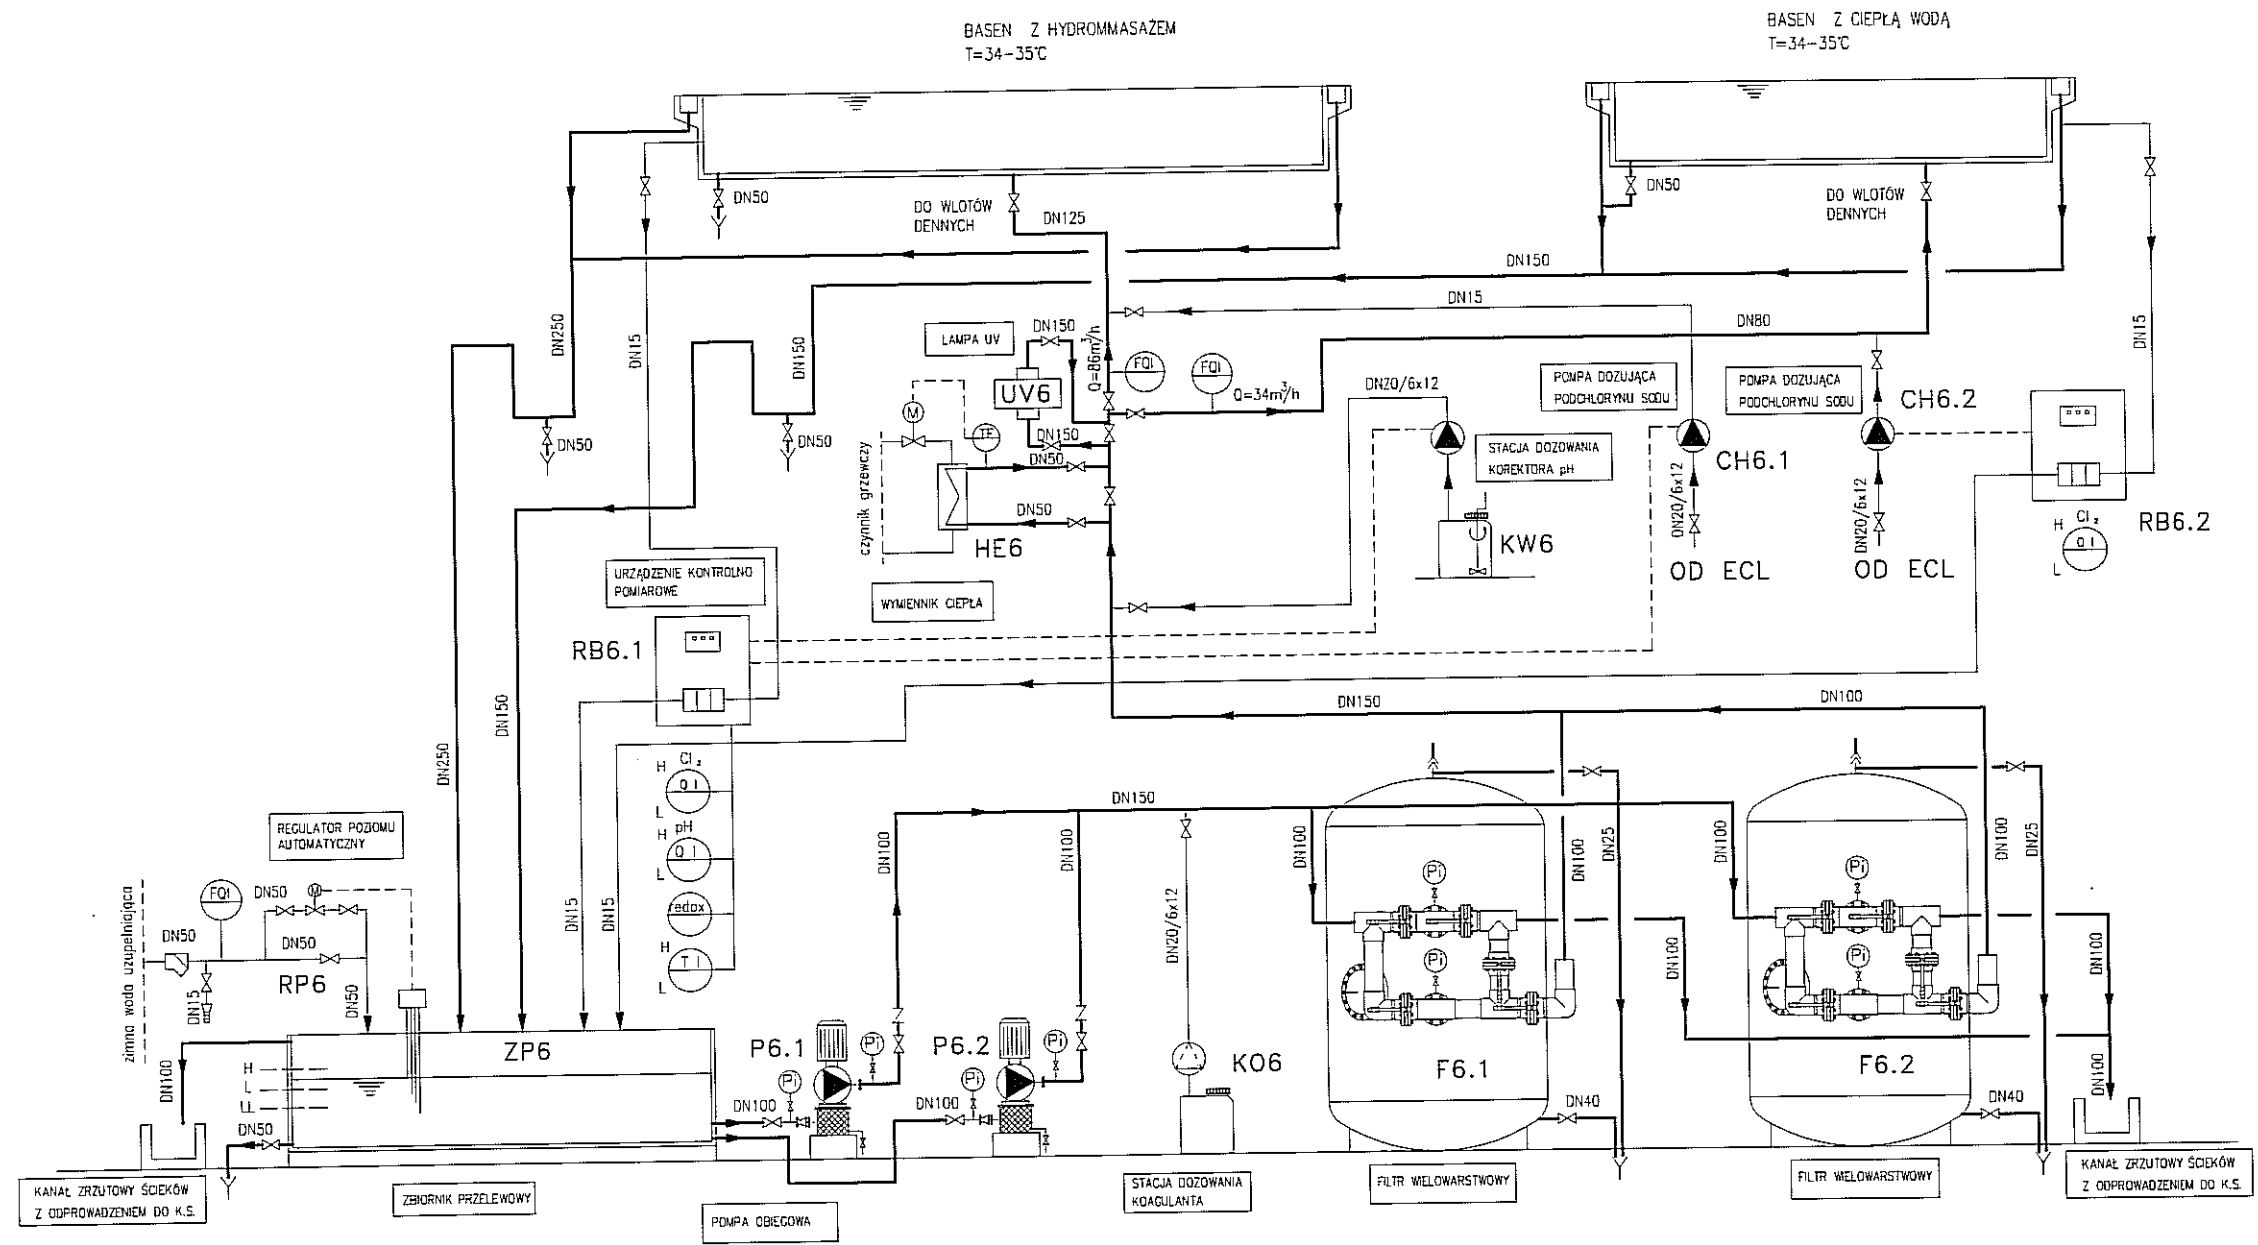 BASEN Z HYDROMMASAŻEM
T=34-35°C
BASEN Z CIEPŁĄ WODĄ
T=34-35°C
DN50
DO WLOTÓW
DENNYCH
DN125
DN50
DO WLOTÓW
DENNYCH
DN150
DN15
DN80
DN250
DN15
DN150
LAMPA UV
DN150
Q=86m³/h
FQI
FQI
Q=34m³/h
UV6
DN150
M
TE
DN50
DN50
czynnik grzewczy
HE6
WYMIENNIK CIEPŁA
DN50
DN50
DN20/6x12
STACJA DOZOWANIA
KOREKTORA pH
KW6
POMPA DOZUJĄCA
PODCHLORYNU SODU
CH6.1
DN20/6x12
OD ECL
POMPA DOZUJĄCA
PODCHLORYNU SODU
CH6.2
DN20/6x12
OD ECL
DN15
RB6.2
H Cl₂
Q I
L
URZĄDZENIE KONTROLNO
POMIAROWE
RB6.1
DN250
DN150
DN15
DN15
H Cl₂
Q I
L
H pH
Q I
L
redox
H
T I
L
DN150
DN100
REGULATOR POZIOMU
AUTOMATYCZNY
zimna woda uzupełniająca
DN50
FQI
DN50
M
DN50
DN15
RP6
DN50
ZP6
H
L
LL
DN100
DN50
KANAŁ ZRZUTOWY ŚCIEKÓW
Z ODPROWADZENIEM DO K.S.
ZBIORNIK PRZELEWOWY
DN100
Pi
P6.1
Pi
DN100
DN100
Pi
P6.2
Pi
DN100
POMPA OBIEGOWA
DN150
DN20/6x12
KO6
STACJA DOZOWANIA
KOAGULANTA
DN100
Pi
Pi
F6.1
DN100
DN25
DN40
FILTR WIELOWARSTWOWY
DN100
DN100
Pi
Pi
F6.2
DN100
DN25
DN40
FILTR WIELOWARSTWOWY
DN100
DN100
KANAŁ ZRZUTOWY ŚCIEKÓW
Z ODPROWADZENIEM DO K.S.